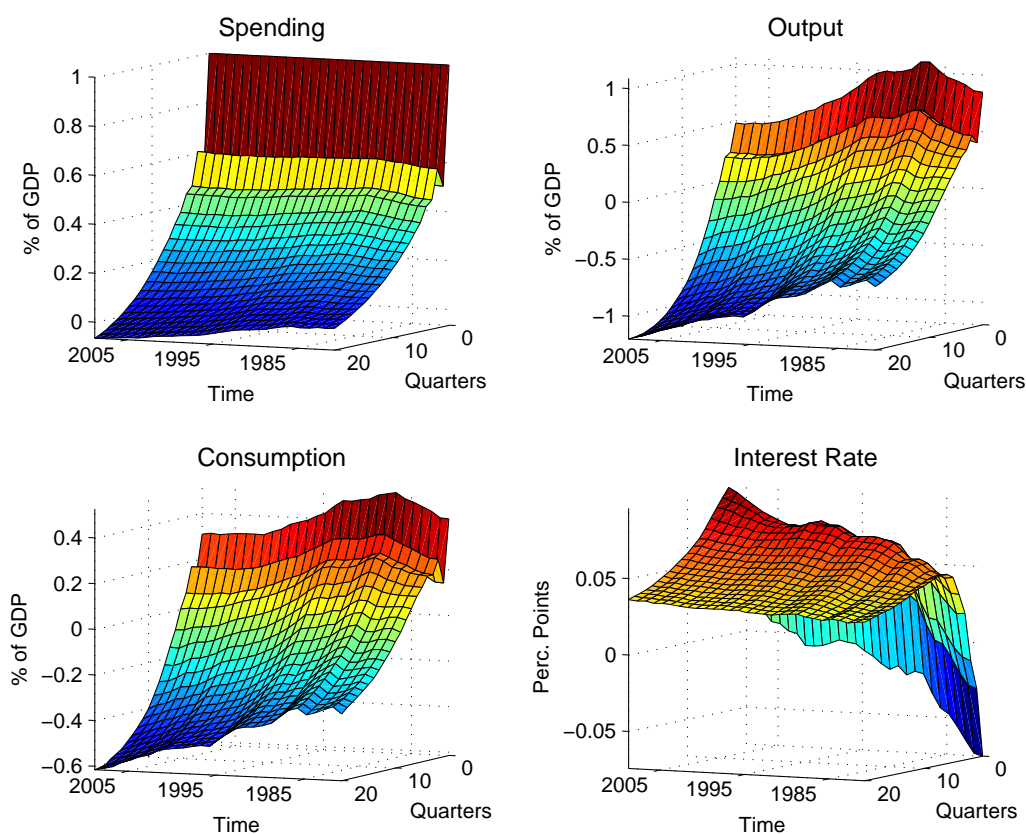 Spending
1
0.8
0.6
0.4
0.2
0
% of GDP
2005
1995
1985
Time
20
10
0
Quarters
Output
1
0.5
0
−0.5
−1
% of GDP
2005
1995
1985
Time
20
10
0
Quarters
Consumption
0.4
0.2
0
−0.2
−0.4
−0.6
% of GDP
2005
1995
1985
Time
20
10
0
Quarters
Interest Rate
0.05
0
−0.05
Perc. Points
2005
1995
1985
Time
20
10
0
Quarters